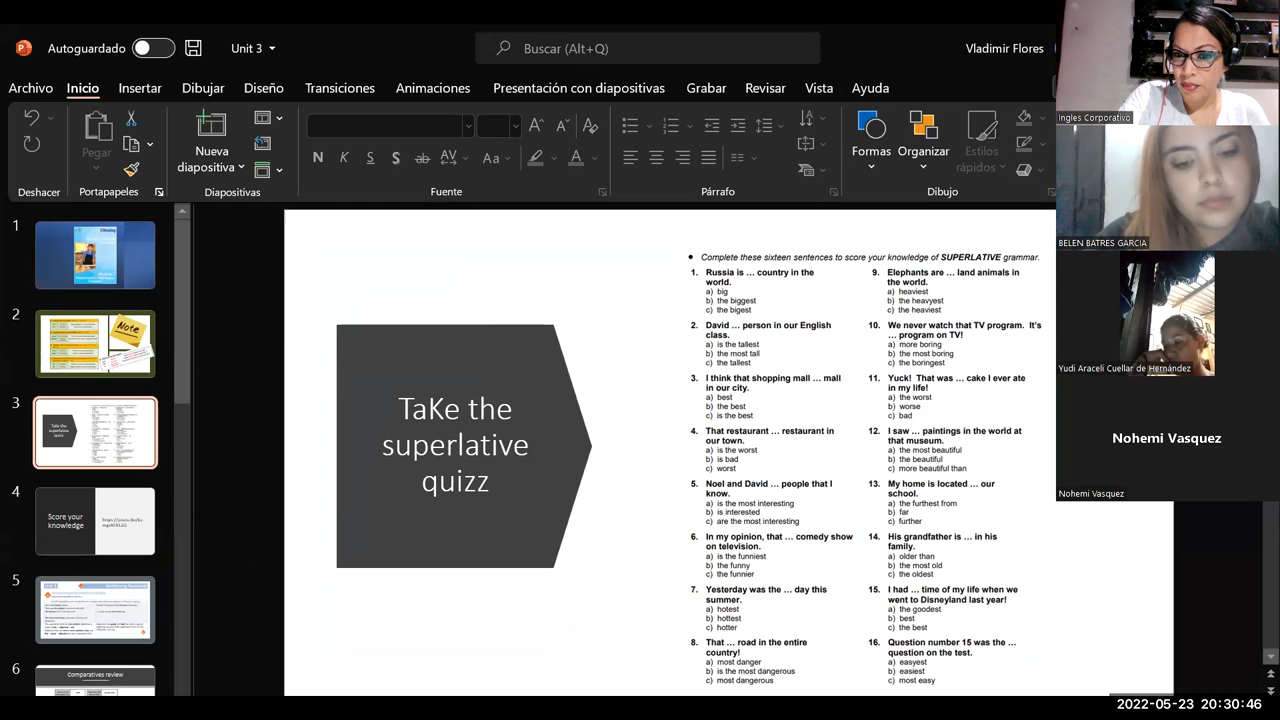 Autoguardado
Unit 3
Buscar (Alt+Q)
Vladimir Flores
Archivo Inicio Insertar Dibujar Diseño Transiciones Animaciones Presentación con diapositivas Grabar Revisar Vista Ayuda
Pegar
Nueva
diapositiva
N K S S ab AV Aa A
Formas
Organizar
Estilos
rápidos
Deshacer
Portapapeles
Diapositivas
Fuente
Párrafo
Dibujo
1
2
Note
3
Take the
superlative
quizz
4
Score your
knowledge
5
6
Comparatives review
TaKe the
superlative
quizz
Complete these sixteen sentences to score your knowledge of SUPERLATIVE grammar.
1. Russia is ... country in the
world.
a) big
b) the biggest
c) the bigest
2. David ... person in our English
class.
a) is the tallest
b) the most tall
c) the tallest
3. I think that shopping mall ... mall
in our city.
a) best
b) the best
c) is the best
4. That restaurant ... restaurant in
our town.
a) is the worst
b) is bad
c) worst
5. Noel and David ... people that I
know.
a) is the most interesting
b) is interested
c) are the most interesting
6. In my opinion, that ... comedy show
on television.
a) is the funniest
b) the funny
c) the funnier
7. Yesterday was the ... day this
summer.
a) hotest
b) hottest
c) hotter
8. That ... road in the entire
country!
a) most danger
b) is the most dangerous
c) most dangerous
9. Elephants are ... land animals in
the world.
a) heaviest
b) the heavyest
c) the heaviest
10. We never watch that TV program. It's
... program on TV!
a) more boring
b) the most boring
c) the boringest
11. Yuck! That was ... cake I ever ate
in my life!
a) the worst
b) worse
c) bad
12. I saw ... paintings in the world at
that museum.
a) the most beautiful
b) the beautiful
c) more beautiful than
13. My home is located ... our
school.
a) the furthest from
b) far
c) further
14. His grandfather is ... in his
family.
a) older than
b) the most old
c) the oldest
15. I had ... time of my life when we
went to Disneyland last year!
a) the goodest
b) best
c) the best
16. Question number 15 was the ...
question on the test.
a) easyest
b) easiest
c) most easy
Ingles Corporativo
BELEN BATRES GARCIA
Yudi Araceli Cuellar de Hernández
Nohemi Vasquez
Nohemi Vasquez
2022-05-23 20:30:46